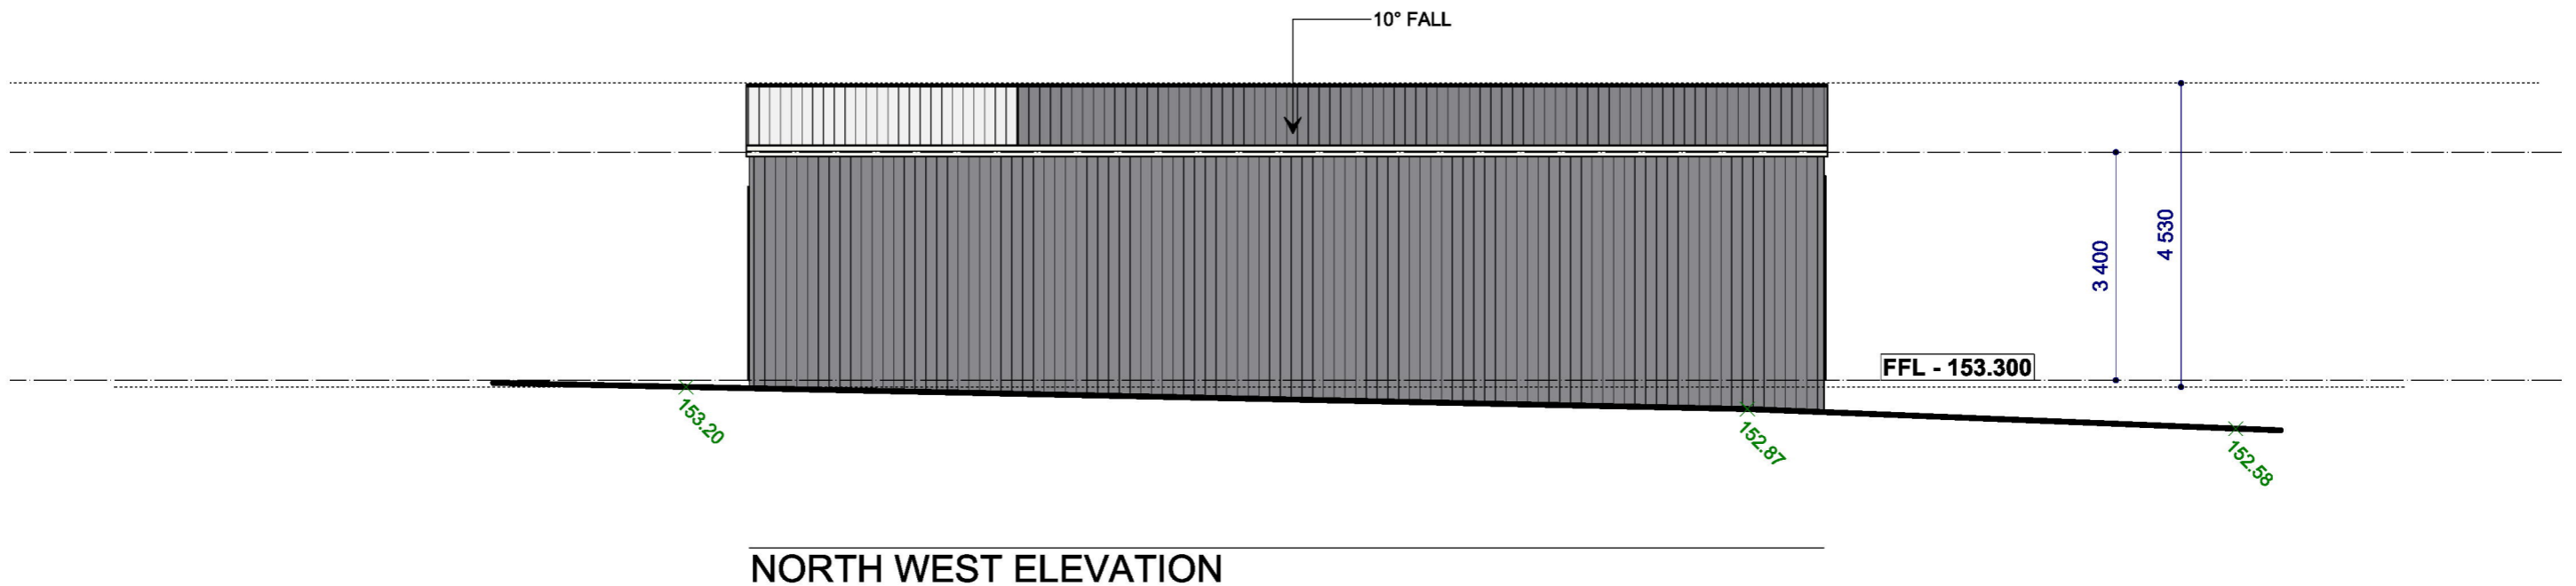 10° FALL
4 530
3 400
FFL - 153.300
153.20
152.87
152.58
NORTH WEST ELEVATION